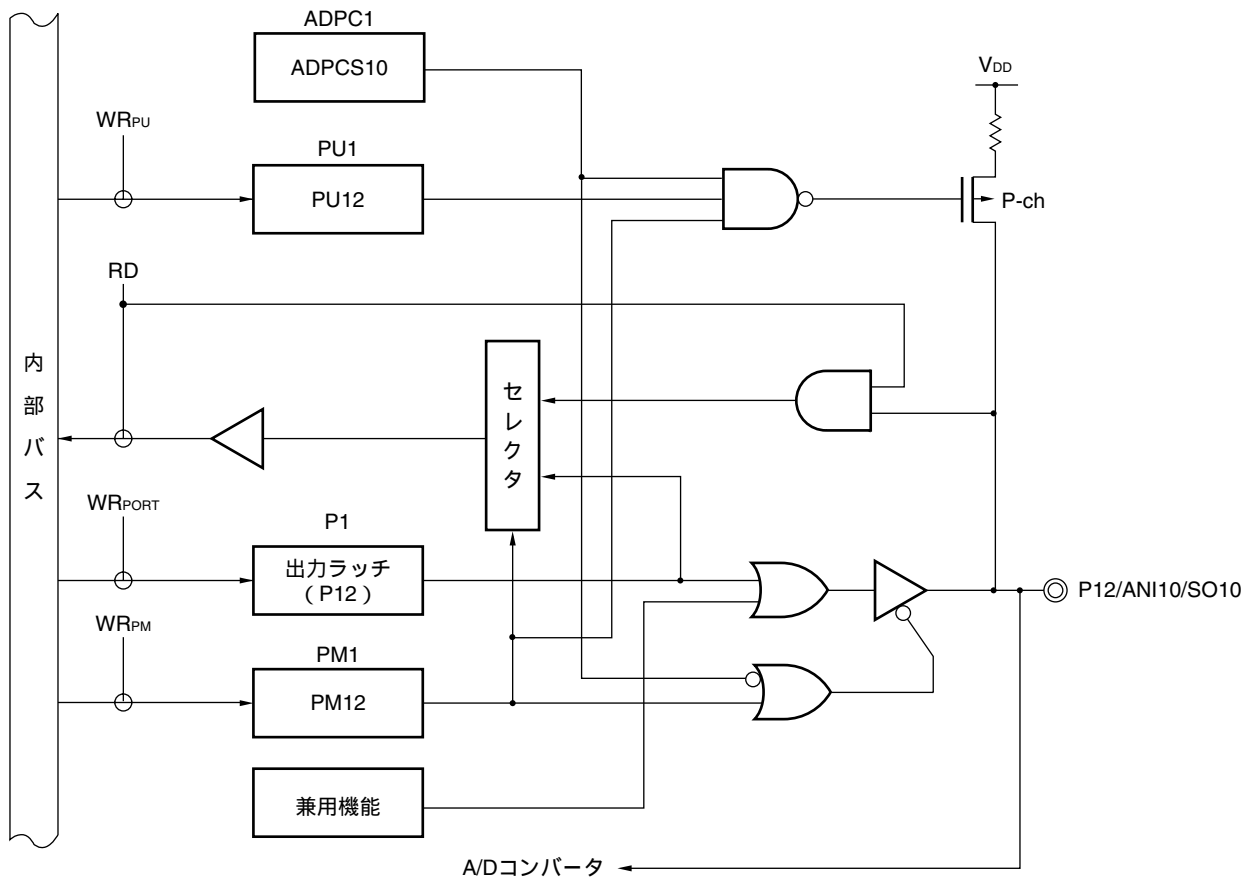 ADPC1
ADPCS10
VDD
WRPU
PU1
PU12
P-ch
RD
内部バス
セレクタ
WRPORT
P1
出力ラッチ
(P12)
P12/ANI10/SO10
WRPM
PM1
PM12
兼用機能
A/Dコンバータ